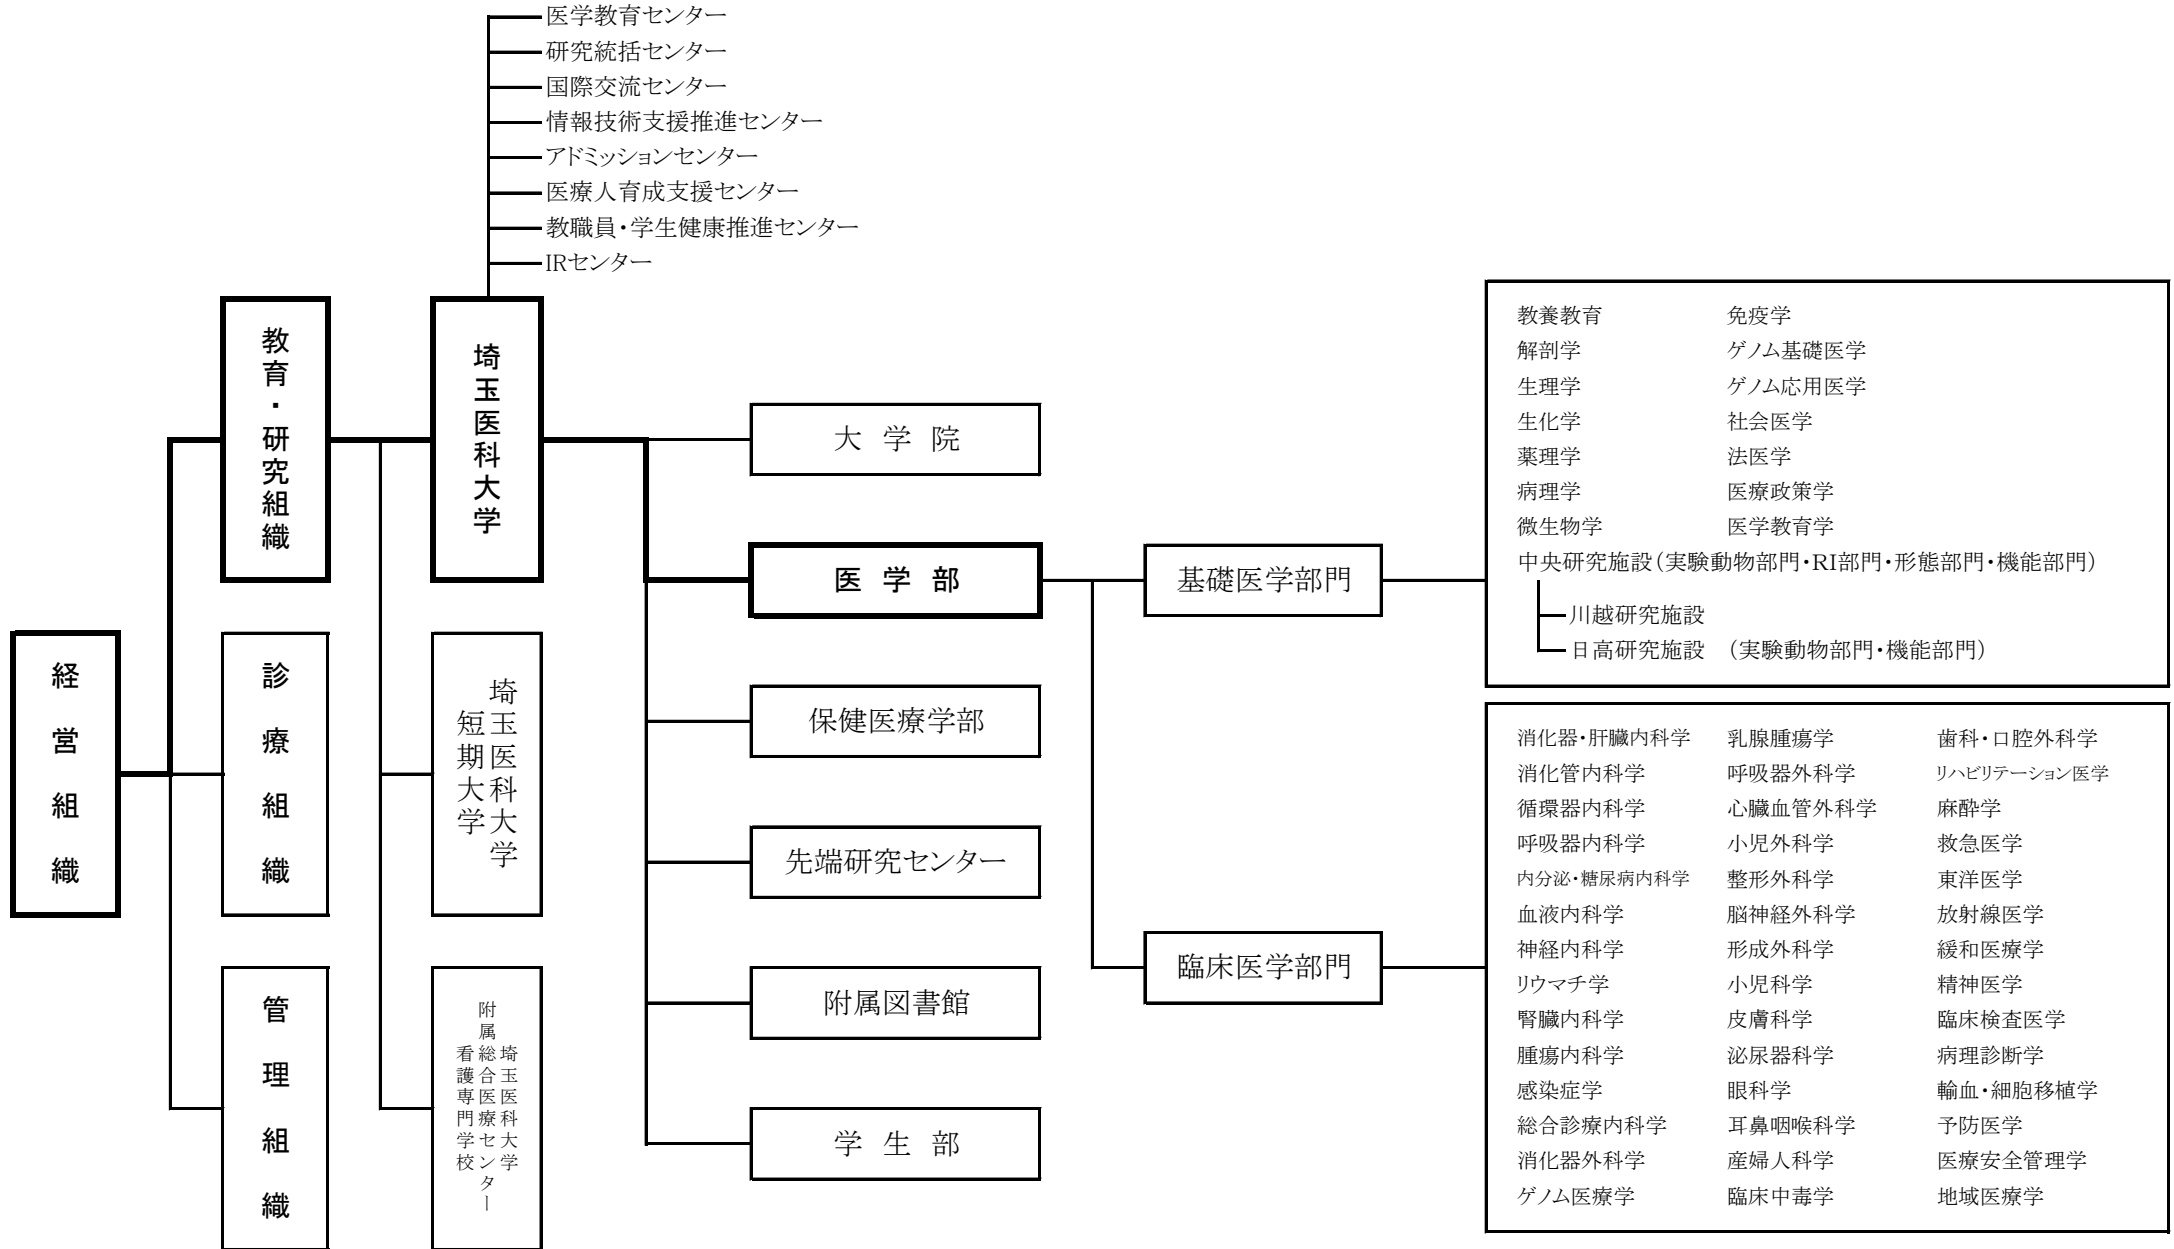 医学教育センター
研究統括センター
国際交流センター
情報技術支援推進センター
アドミッションセンター
医療人育成支援センター
教職員・学生健康推進センター
IRセンター
経営組織
教育・研究組織
診療組織
管理組織
埼玉医科大学
埼玉医科大学
短期大学
埼玉医科大学
附属総合医療センター
看護専門学校
大学院
医学部
保健医療学部
先端研究センター
附属図書館
学生部
基礎医学部門
臨床医学部門
教養教育 免疫学
解剖学 ゲノム基礎医学
生理学 ゲノム応用医学
生化学 社会医学
薬理学 法医学
病理学 医療政策学
微生物学 医学教育学
中央研究施設(実験動物部門・RI部門・形態部門・機能部門)
川越研究施設
日高研究施設 (実験動物部門・機能部門)
消化器・肝臓内科学 乳腺腫瘍学 歯科・口腔外科学
消化管内科学 呼吸器外科学 リハビリテーション医学
循環器内科学 心臓血管外科学 麻酔学
呼吸器内科学 小児外科学 救急医学
内分泌・糖尿病内科学 整形外科学 東洋医学
血液内科学 脳神経外科学 放射線医学
神経内科学 形成外科学 緩和医療学
リウマチ学 小児科学 精神医学
腎臓内科学 皮膚科学 臨床検査医学
腫瘍内科学 泌尿器科学 病理診断学
感染症学 眼科学 輸血・細胞移植学
総合診療内科学 耳鼻咽喉科学 予防医学
消化器外科学 産婦人科学 医療安全管理学
ゲノム医療学 臨床中毒学 地域医療学